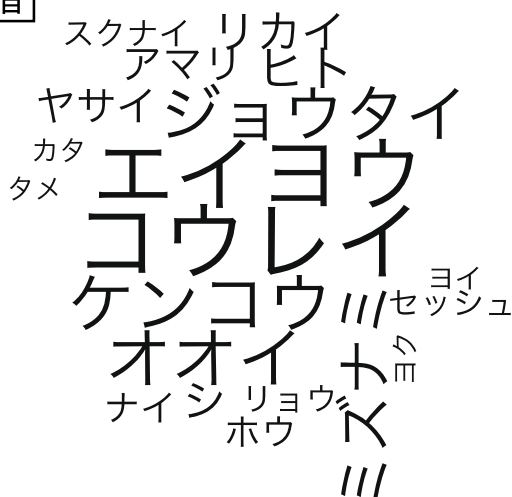 スクナイ
リカイ
アマリ
ヒト
ヤサイ
ジョウタイ
カタ
エイヨウ
タメ
コウレイ
ヨイ
ケンコウ
セッシュ
オオイ
ヨク
ミズナミ
ナイ
シ
リョウ
ホウ